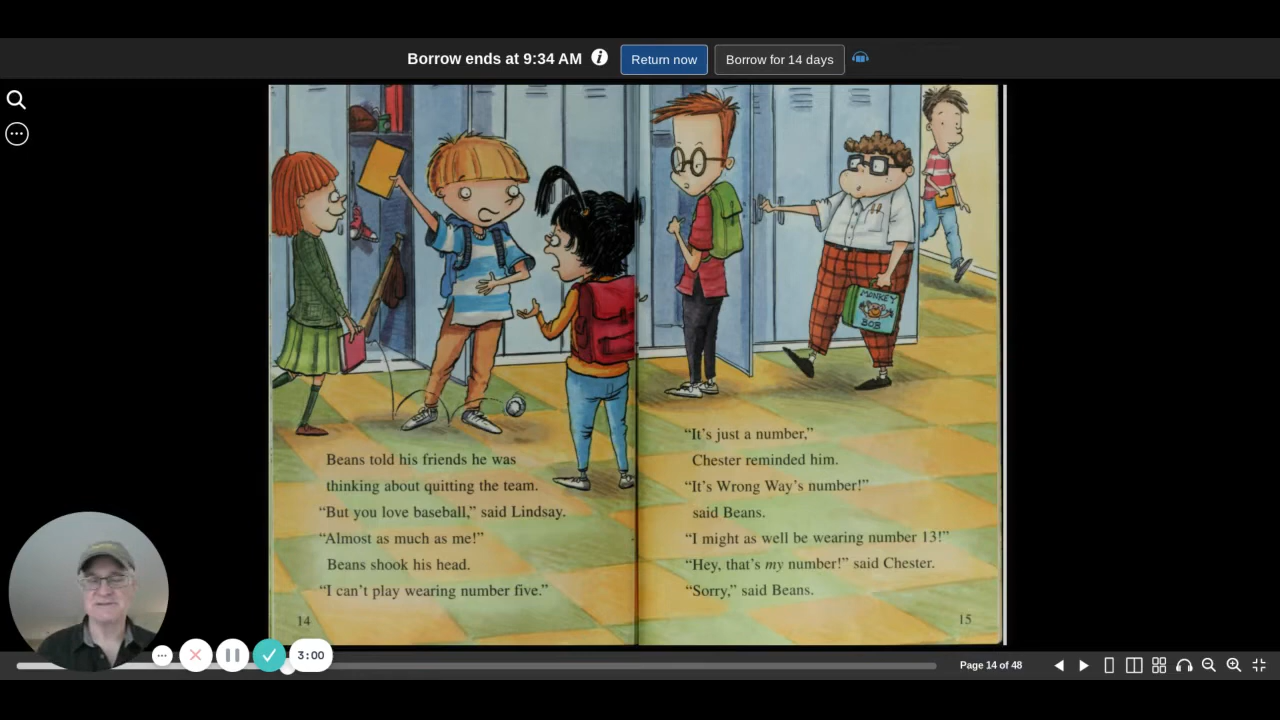 Borrow ends at 9:34 AM
Return now
Borrow for 14 days
MONKEY
BOB
Beans told his friends he was
thinking about quitting the team.
“But you love baseball,” said Lindsay.
“Almost as much as me!”
Beans shook his head.
“I can’t play wearing number five.”
14
“It’s just a number,”
Chester reminded him.
“It’s Wrong Way’s number!”
said Beans.
“I might as well be wearing number 13!”
“Hey, that’s my number!” said Chester.
“Sorry,” said Beans.
15
3:00
Page 14 of 48